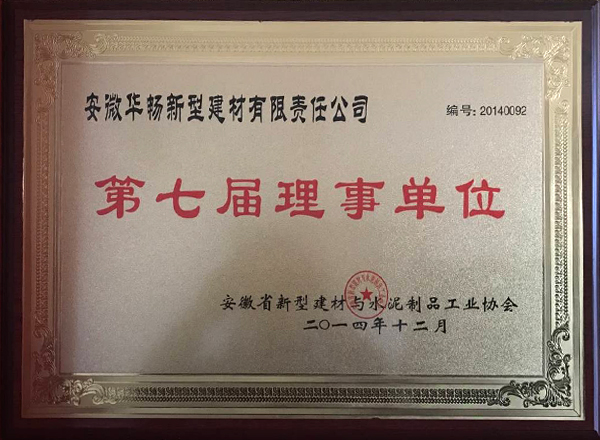 安徽华畅新型建材有限责任公司
编号: 20140092
第七届理事单位
安徽省新型建材与水泥制品工业协会
二〇一四年十二月